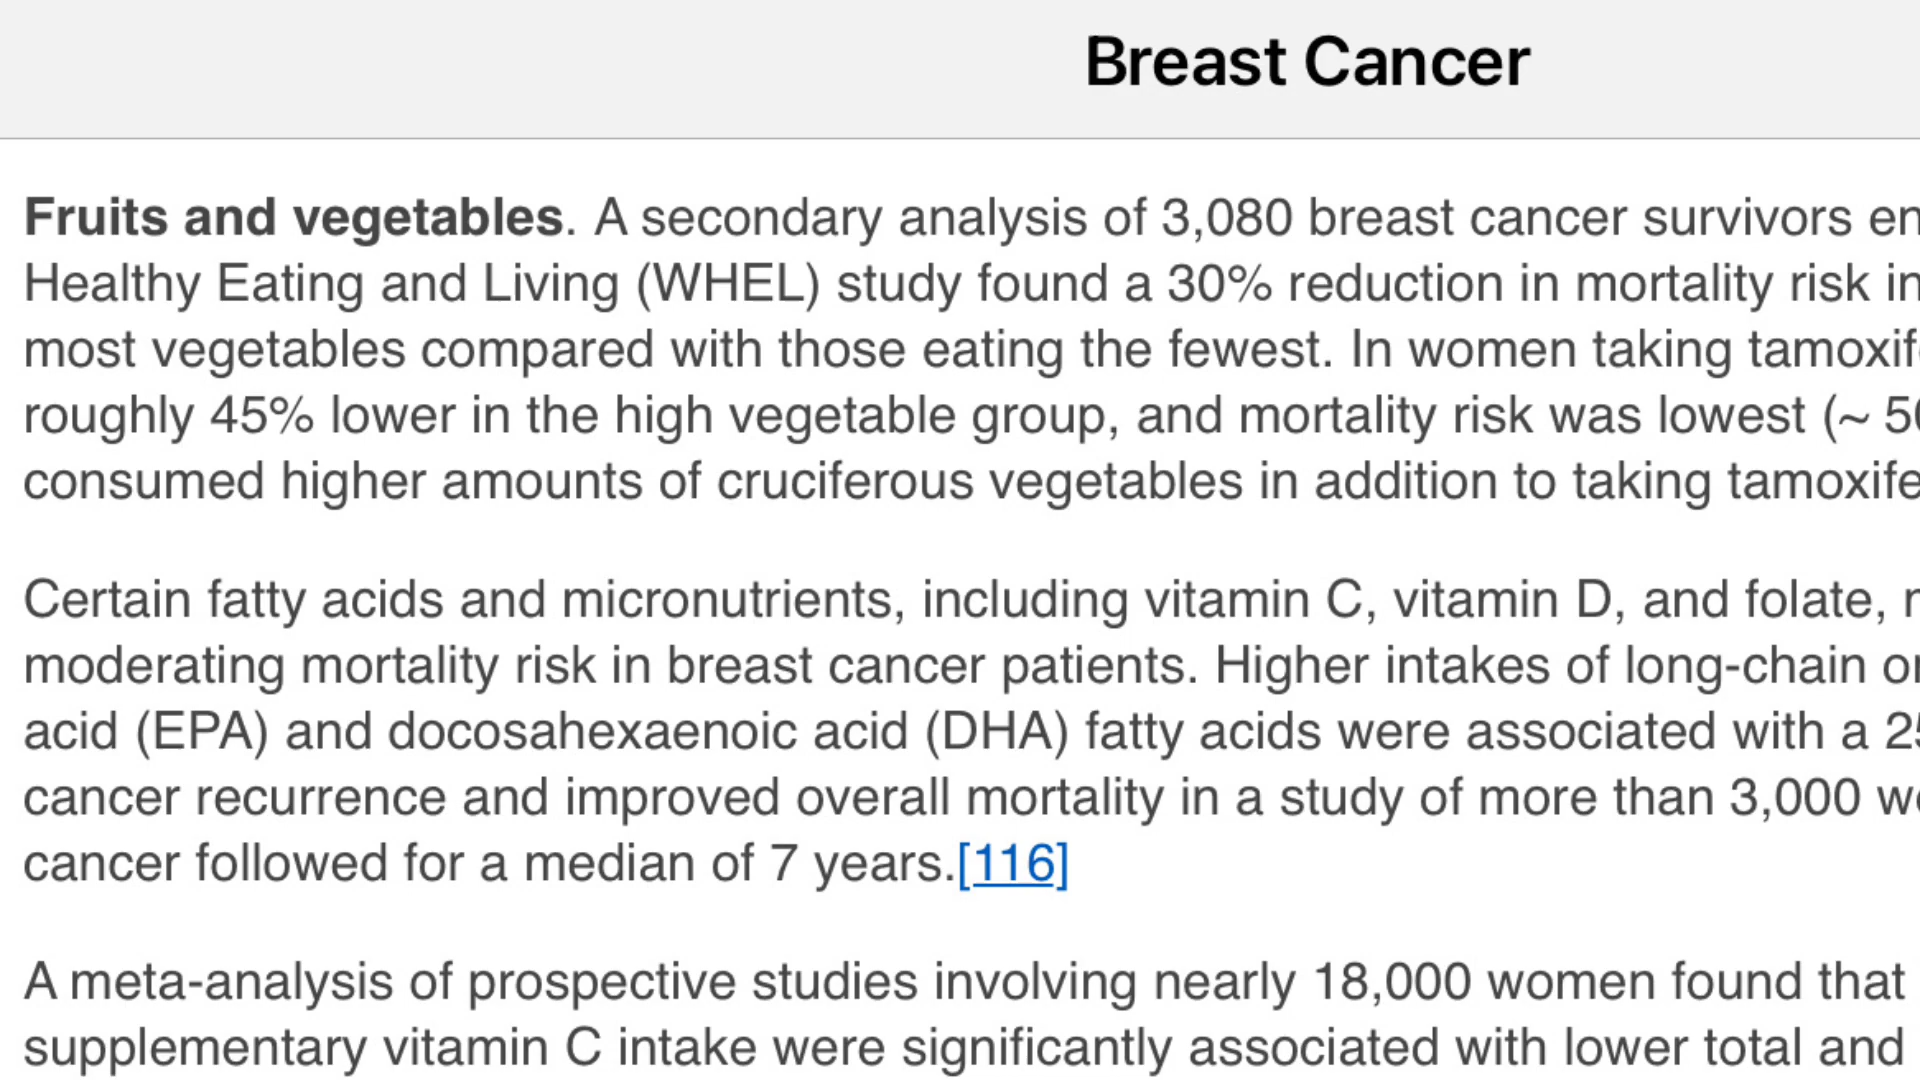 Breast Cancer
Fruits and vegetables. A secondary analysis of 3,080 breast cancer survivors
Healthy Eating and Living (WHEL) study found a 30% reduction in mortality risk in
most vegetables compared with those eating the fewest. In women taking
roughly 45% lower in the high vegetable group, and mortality risk was lowest (~
consumed higher amounts of cruciferous vegetables in addition to taking
Certain fatty acids and micronutrients, including vitamin C, vitamin D, and folate,
moderating mortality risk in breast cancer patients. Higher intakes of long-chain
acid (EPA) and docosahexaenoic acid (DHA) fatty acids were associated with a
cancer recurrence and improved overall mortality in a study of more than 3,000
cancer followed for a median of 7 years.[116]
A meta-analysis of prospective studies involving nearly 18,000 women found that
supplementary vitamin C intake were significantly associated with lower total and